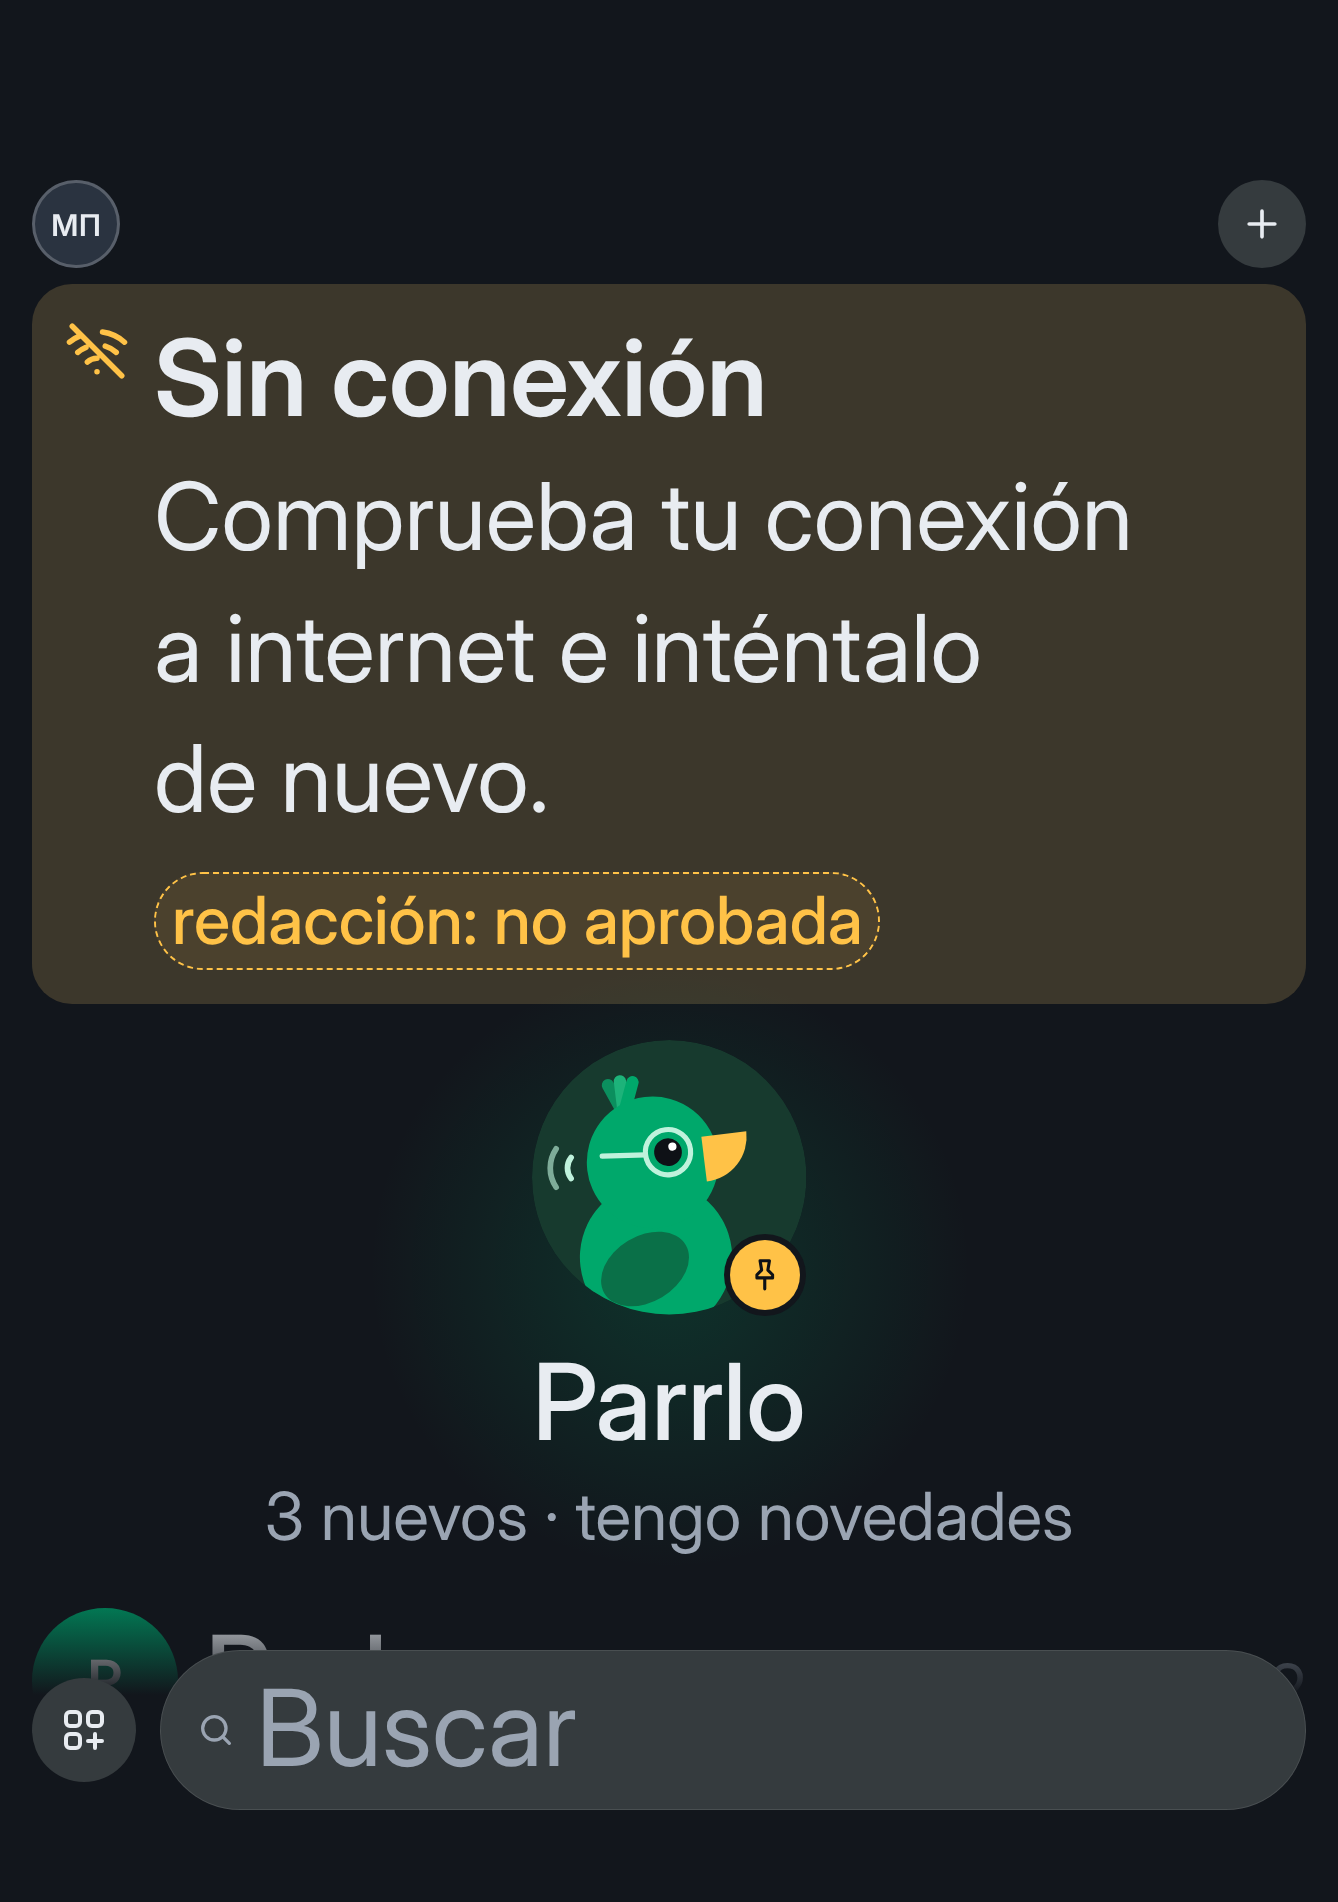 МП
Sin conexión
Comprueba tu conexión
a internet e inténtalo
de nuevo.
redacción: no aprobada
Parrlo
3 nuevos · tengo novedades
Buscar